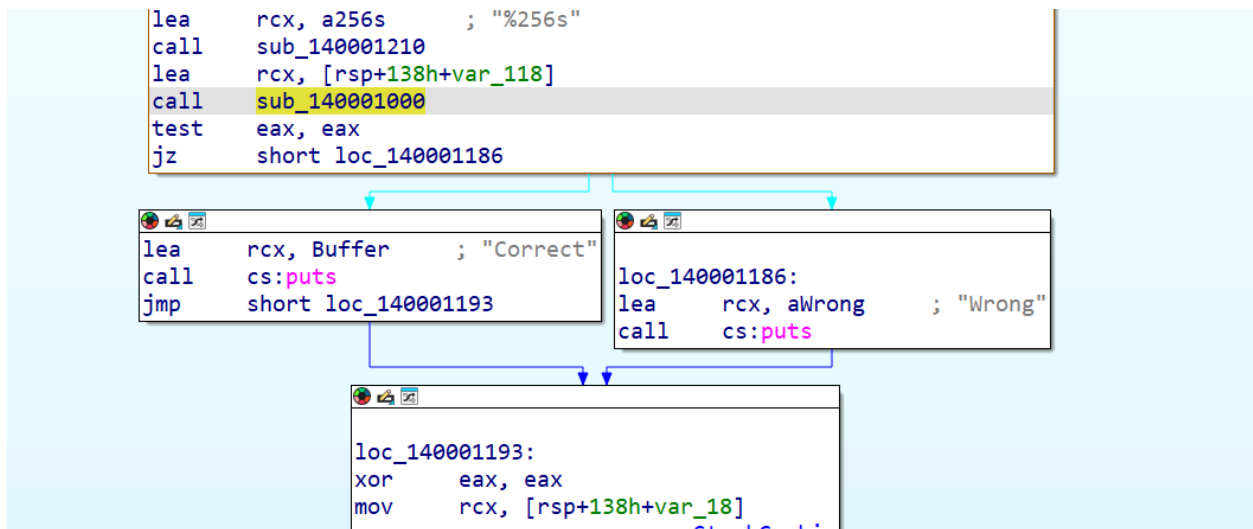 lea rcx, a256s ; "%256s"
call sub_140001210
lea rcx, [rsp+138h+var_118]
call sub_140001000
test eax, eax
jz short loc_140001186
lea rcx, Buffer ; "Correct"
call cs:puts
jmp short loc_140001193
loc_140001186:
lea rcx, aWrong ; "Wrong"
call cs:puts
loc_140001193:
xor eax, eax
mov rcx, [rsp+138h+var_18]